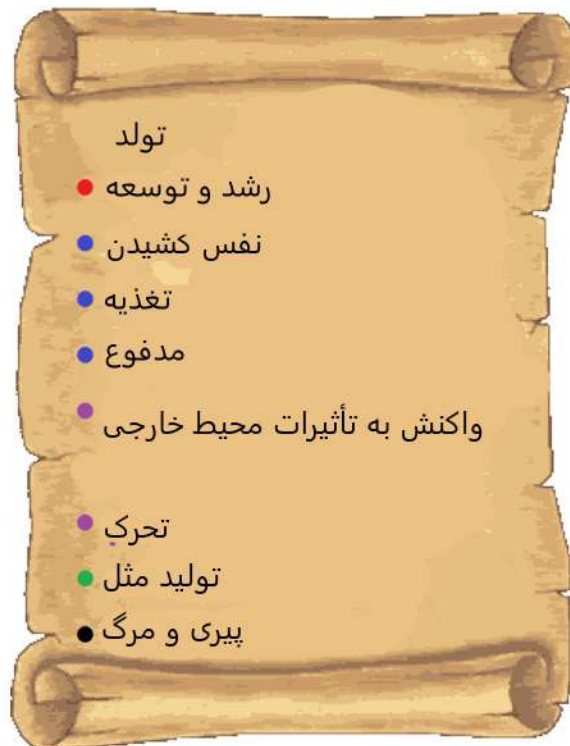 تولد
رشد و توسعه
نفس کشیدن
تغذیه
مدفوع
واکنش به تأثیرات محیط خارجی
تحرک
تولید مثل
پیری و مرگ